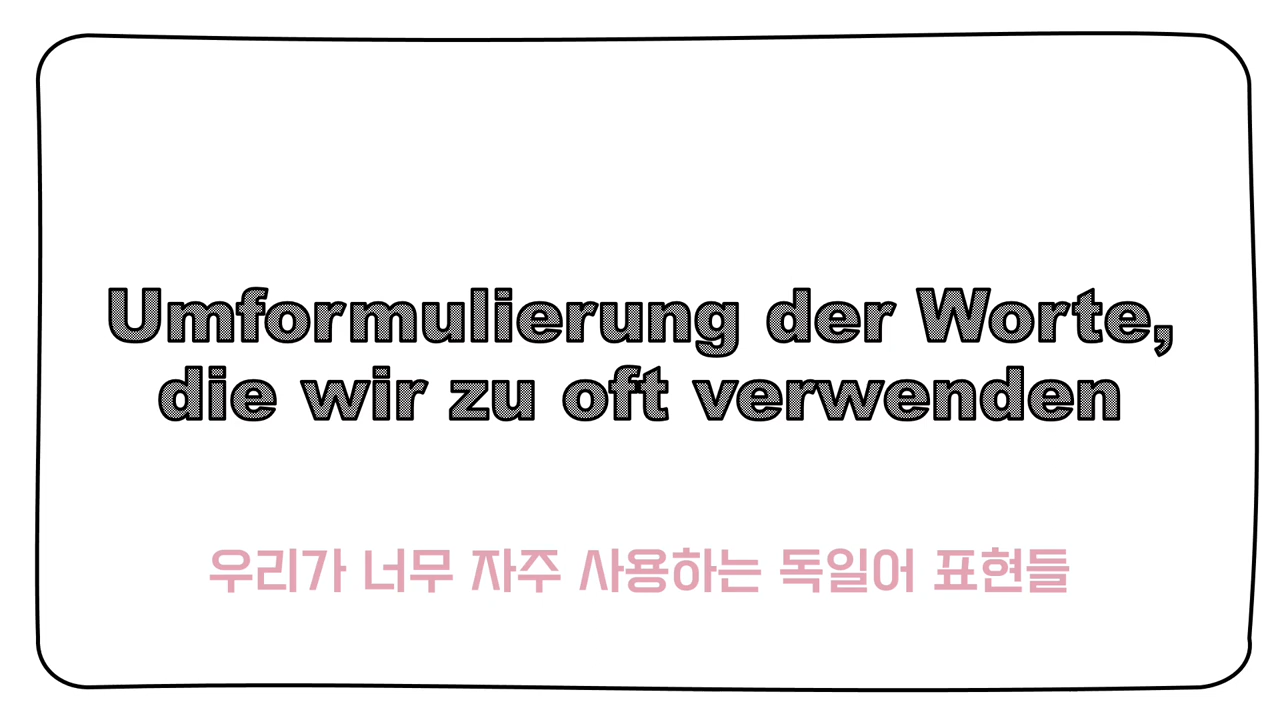 Umformulierung der Worte,
die wir zu oft verwenden
우리가 너무 자주 사용하는 독일어 표현들